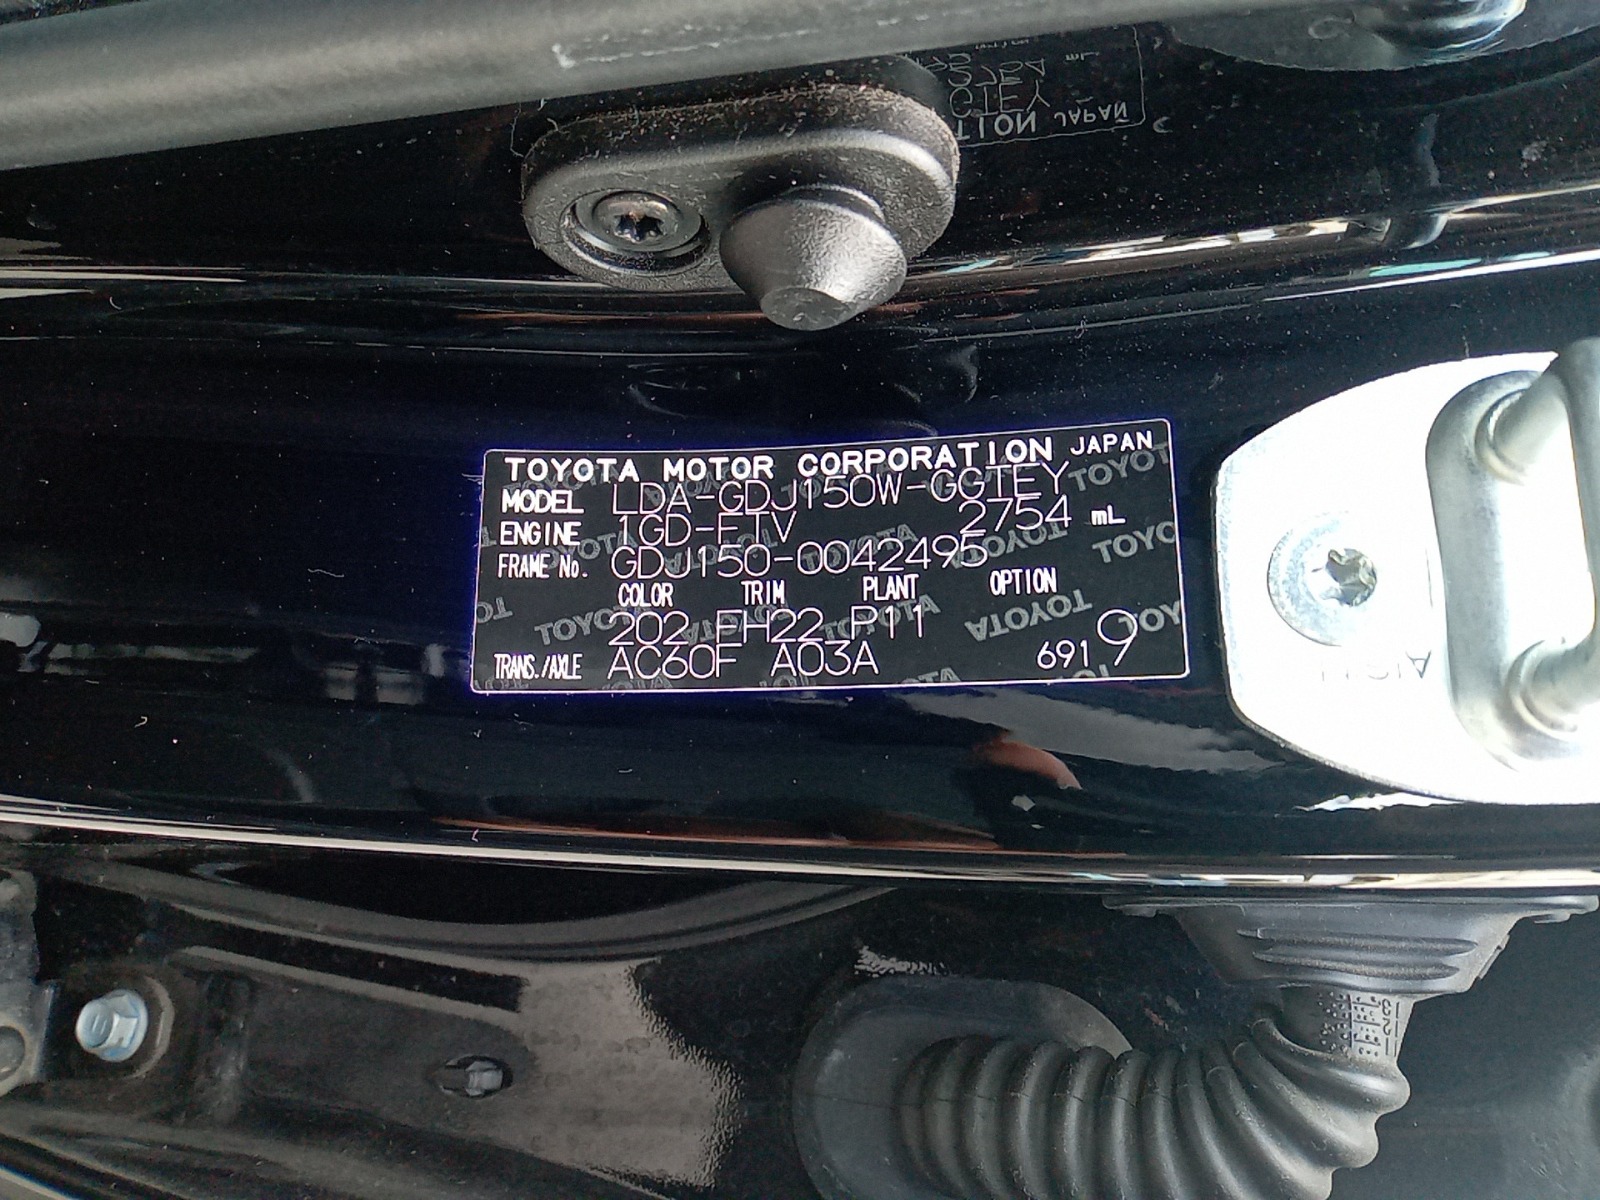 TOYOTA MOTOR CORPORATION JAPAN
MODEL LDA-GDJ150W-GGTEY
ENGINE 1GD-FTV 2754 mL
FRAME No. GDJ150-0042495
COLOR TRIM PLANT OPTION
202 FH22 P11
TRANS./AXLE AC60F A03A 691 9